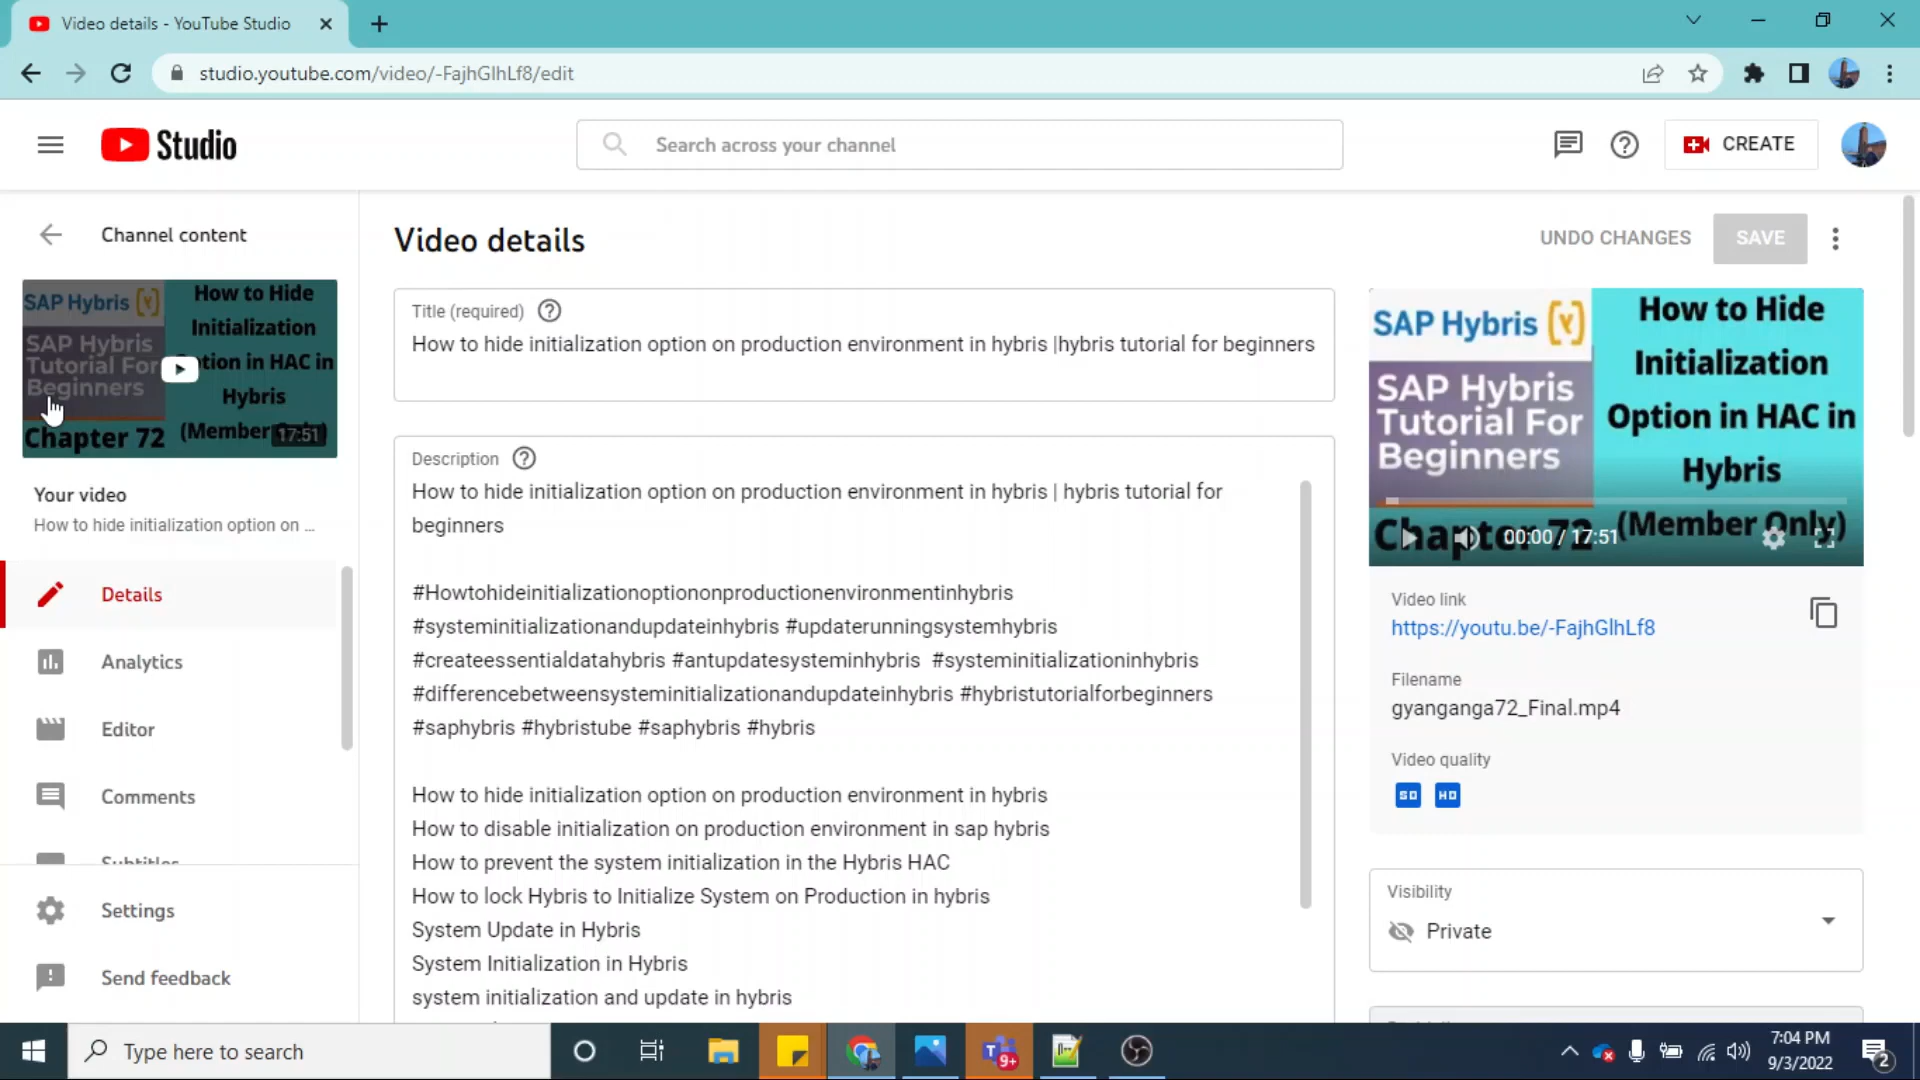 Video details - YouTube Studio
studio.youtube.com/video/-FajhGlhLf8/edit
Studio
Search across your channel
CREATE
Channel content
SAP Hybris (Y)
SAP Hybris
Tutorial For
Beginners
Chapter 72
How to Hide
Initialization
tion in HAC in
Hybris
(Member
17:51
Your video
How to hide initialization option on ...
Details
Analytics
Editor
Comments
Subtitles
Settings
Send feedback
Video details
UNDO CHANGES
SAVE
Title (required)
How to hide initialization option on production environment in hybris |hybris tutorial for beginners
Description
How to hide initialization option on production environment in hybris | hybris tutorial for
beginners
#Howtohideinitializationoptiononproductionenvironmentinhybris
#systeminitializationandupdateinhybris #updaterunningsystemhybris
#createessentialdatahybris #antupdatesysteminhybris  #systeminitializationinhybris
#differencebetweensysteminitializationandupdateinhybris #hybristutorialforbeginners
#saphybris #hybristube #saphybris #hybris
How to hide initialization option on production environment in hybris
How to disable initialization on production environment in sap hybris
How to prevent the system initialization in the Hybris HAC
How to lock Hybris to Initialize System on Production in hybris
System Update in Hybris
System Initialization in Hybris
system initialization and update in hybris
SAP Hybris (Y)
SAP Hybris
Tutorial For
Beginners
Chapter 72
How to Hide
Initialization
Option in HAC in
Hybris
(Member Only)
00:00 / 17:51
Video link
https://youtu.be/-FajhGlhLf8
Filename
gyanganga72_Final.mp4
Video quality
SD HD
Visibility
Private
Type here to search
9+
7:04 PM
9/3/2022
2